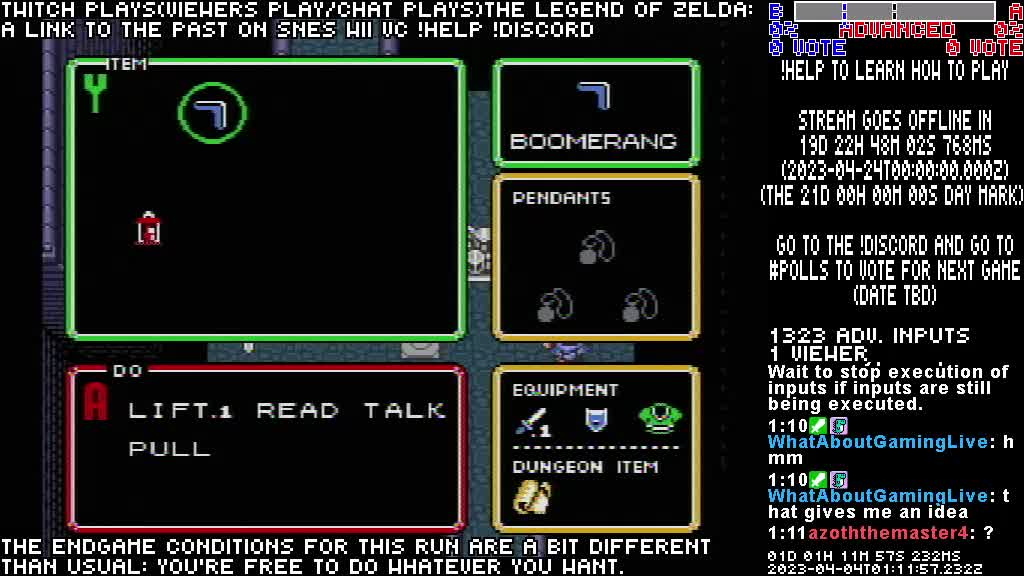 TWITCH PLAYS(VIEWERS PLAY/CHAT PLAYS)THE LEGEND OF ZELDA:
A LINK TO THE PAST ON SNES WII VC !HELP !DISCORD
B A
0% ADVANCED 0%
0 VOTE 0 VOTE
!HELP TO LEARN HOW TO PLAY
STREAM GOES OFFLINE IN
19D 22H 48M 02S 768MS
(2023-04-24T00:00:00.000Z)
(THE 21D 00H 00M 00S DAY MARK)
GO TO THE !DISCORD AND GO TO
#POLLS TO VOTE FOR NEXT GAME
(DATE TBD)
1323 ADV. INPUTS
1 VIEWER
Wait to stop execution of
inputs if inputs are still
being executed.
1:10
WhatAboutGamingLive: h
mm
1:10
WhatAboutGamingLive: t
hat gives me an idea
1:11azoththemaster4: ?
01D 01H 11M 57S 232MS
2023-04-04T01:11:57.232Z
ITEM
Y
BOOMERANG
PENDANTS
DO
A
LIFT.1 READ TALK
PULL
EQUIPMENT
.1
DUNGEON ITEM
THE ENDGAME CONDITIONS FOR THIS RUN ARE A BIT DIFFERENT
THAN USUAL: YOU'RE FREE TO DO WHATEVER YOU WANT.